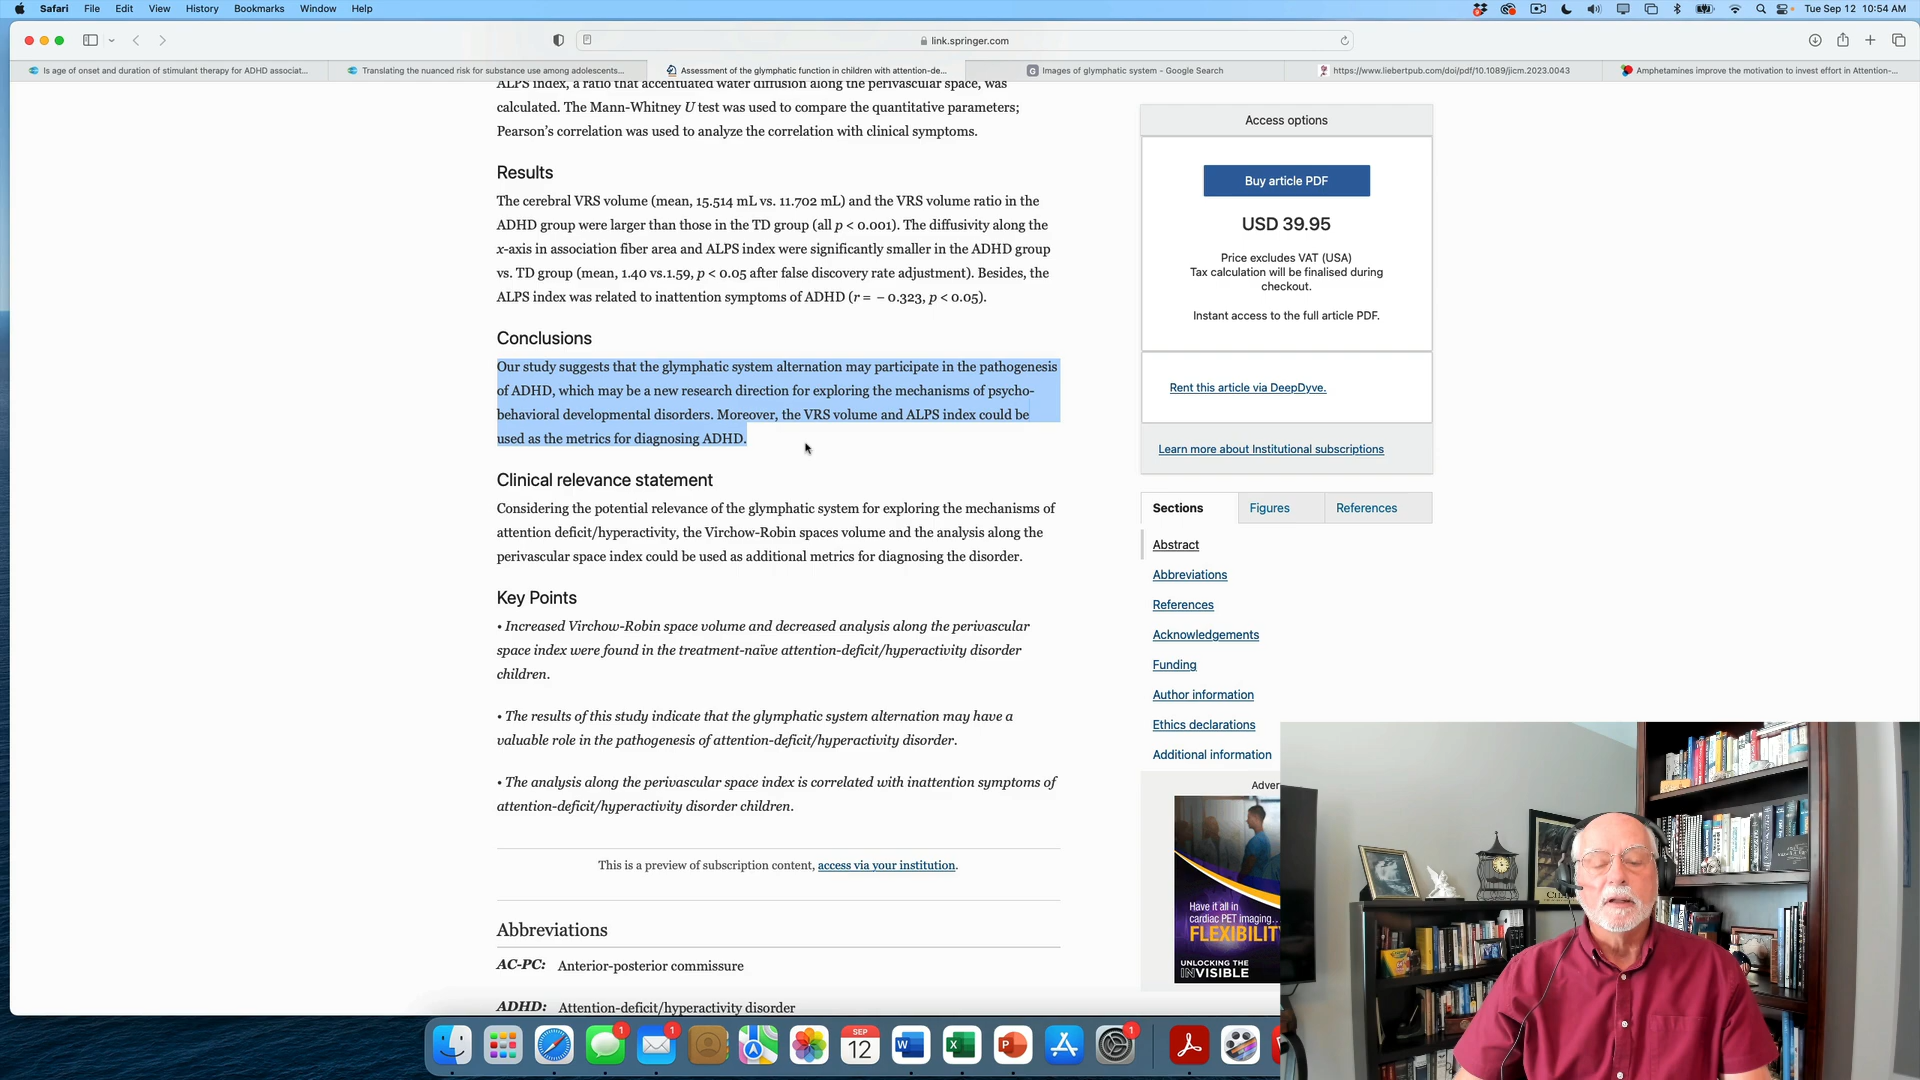 Safari File Edit View History Bookmarks Window Help
Tue Sep 12 10:54 AM
link.springer.com
Is age of onset and duration of stimulant therapy for ADHD associat...
Translating the nuanced risk for substance use among adolescents...
Assessment of the glymphatic function in children with attention-de...
Images of glymphatic system - Google Search
https://www.liebertpub.com/doi/pdf/10.1089/jicm.2023.0043
Amphetamines improve the motivation to invest effort in Attention-...
ALPS index, a ratio that accentuated water diffusion along the perivascular space, was
calculated. The Mann-Whitney U test was used to compare the quantitative parameters;
Pearson's correlation was used to analyze the correlation with clinical symptoms.
Results
The cerebral VRS volume (mean, 15.514 mL vs. 11.702 mL) and the VRS volume ratio in the
ADHD group were larger than those in the TD group (all p < 0.001). The diffusivity along the
x-axis in association fiber area and ALPS index were significantly smaller in the ADHD group
vs. TD group (mean, 1.40 vs.1.59, p < 0.05 after false discovery rate adjustment). Besides, the
ALPS index was related to inattention symptoms of ADHD (r = − 0.323, p < 0.05).
Conclusions
Our study suggests that the glymphatic system alternation may participate in the pathogenesis
of ADHD, which may be a new research direction for exploring the mechanisms of psycho-
behavioral developmental disorders. Moreover, the VRS volume and ALPS index could be
used as the metrics for diagnosing ADHD.
Clinical relevance statement
Considering the potential relevance of the glymphatic system for exploring the mechanisms of
attention deficit/hyperactivity, the Virchow-Robin spaces volume and the analysis along the
perivascular space index could be used as additional metrics for diagnosing the disorder.
Key Points
• Increased Virchow-Robin space volume and decreased analysis along the perivascular
space index were found in the treatment-naïve attention-deficit/hyperactivity disorder
children.
• The results of this study indicate that the glymphatic system alternation may have a
valuable role in the pathogenesis of attention-deficit/hyperactivity disorder.
• The analysis along the perivascular space index is correlated with inattention symptoms of
attention-deficit/hyperactivity disorder children.
This is a preview of subscription content, access via your institution.
Abbreviations
AC-PC: Anterior-posterior commissure
ADHD: Attention-deficit/hyperactivity disorder
Access options
Buy article PDF
USD 39.95
Price excludes VAT (USA)
Tax calculation will be finalised during
checkout.
Instant access to the full article PDF.
Rent this article via DeepDyve.
Learn more about Institutional subscriptions
Sections Figures References
Abstract
Abbreviations
References
Acknowledgements
Funding
Author information
Ethics declarations
Additional information
Adver
Have it all in
cardiac PET imaging...
FLEXIBILIT
UNLOCKING THE
INVISIBLE
1
1
SEP
12
W
X
P
1